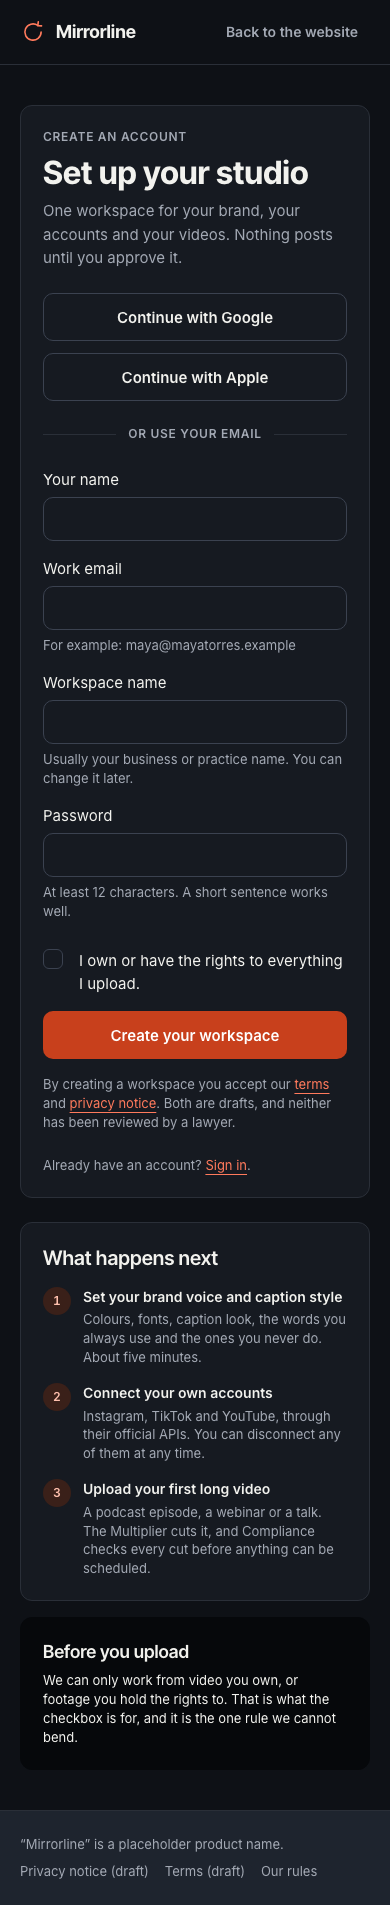 Mirrorline
Back to the website
CREATE AN ACCOUNT
Set up your studio
One workspace for your brand, your
accounts and your videos. Nothing posts
until you approve it.
Continue with Google
Continue with Apple
OR USE YOUR EMAIL
Your name
Work email
For example: maya@mayatorres.example
Workspace name
Usually your business or practice name. You can
change it later.
Password
At least 12 characters. A short sentence works
well.
I own or have the rights to everything
I upload.
Create your workspace
By creating a workspace you accept our terms
and privacy notice. Both are drafts, and neither
has been reviewed by a lawyer.
Already have an account? Sign in.
What happens next
1
Set your brand voice and caption style
Colours, fonts, caption look, the words you
always use and the ones you never do.
About five minutes.
2
Connect your own accounts
Instagram, TikTok and YouTube, through
their official APIs. You can disconnect any
of them at any time.
3
Upload your first long video
A podcast episode, a webinar or a talk.
The Multiplier cuts it, and Compliance
checks every cut before anything can be
scheduled.
Before you upload
We can only work from video you own, or
footage you hold the rights to. That is what the
checkbox is for, and it is the one rule we cannot
bend.
“Mirrorline” is a placeholder product name.
Privacy notice (draft)
Terms (draft)
Our rules